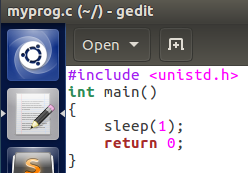 myprog.c (~/) - gedit
Open
#include <unistd.h>
int main()
{
    sleep(1);
    return 0;
}